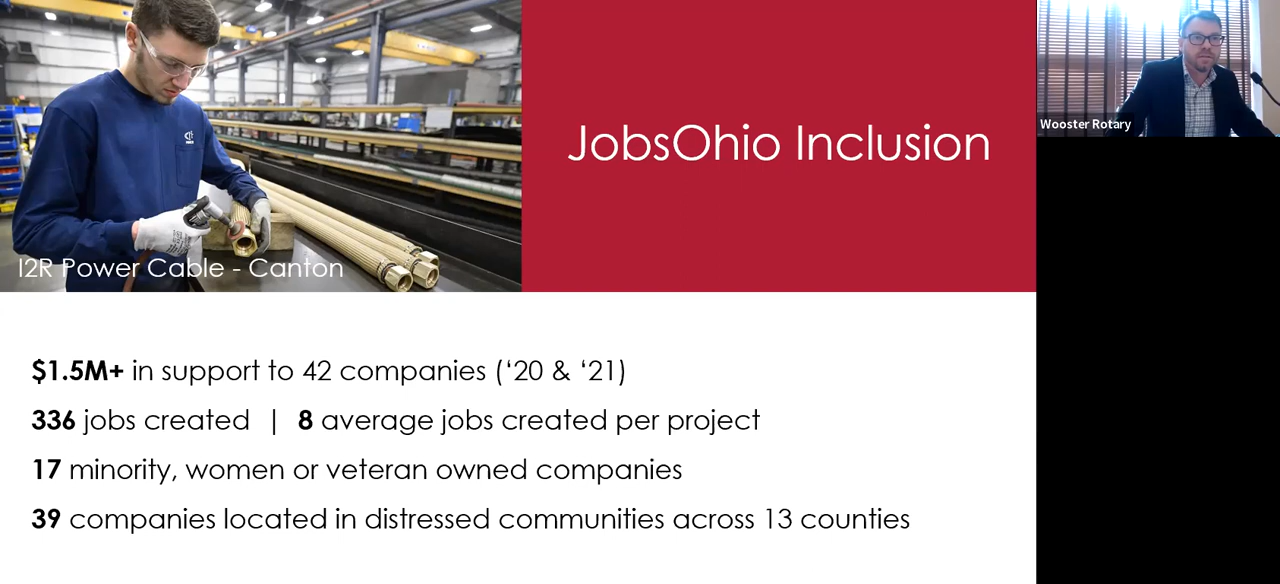 JobsOhio Inclusion
Wooster Rotary
I2R Power Cable - Canton
$1.5M+ in support to 42 companies (‘20 & ‘21)
336 jobs created | 8 average jobs created per project
17 minority, women or veteran owned companies
39 companies located in distressed communities across 13 counties